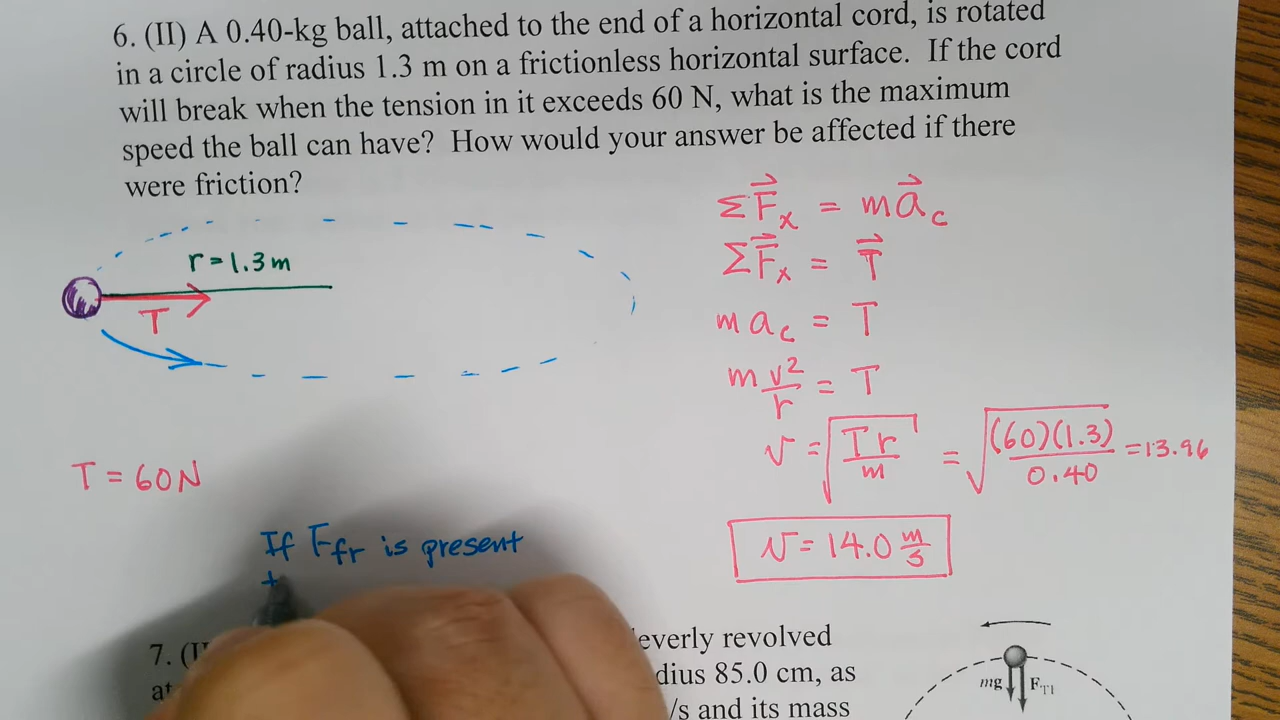 6. (II) A 0.40-kg ball, attached to the end of a horizontal cord, is rotated
in a circle of radius 1.3 m on a frictionless horizontal surface. If the cord
will break when the tension in it exceeds 60 N, what is the maximum
speed the ball can have? How would your answer be affected if there
were friction?
r = 1.3 m
T
T = 60N
ΣF⃗x = ma⃗c
ΣF⃗x = T⃗
mac = T
m v²/r = T
v = √(Tr/m) = √((60)(1.3)/0.40) = 13.96
v = 14.0 m/s
If Ffr is present
7.
everly revolved
dius 85.0 cm, as
/s and its mass
mg
FT1